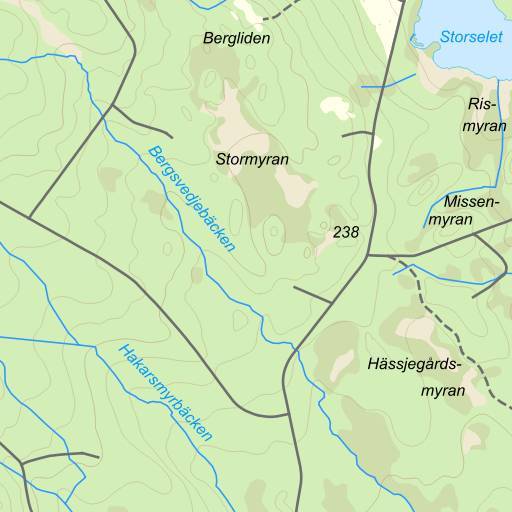 Bergliden
Storselet
Ris-
myran
Stormyran
Bergsvedjebäcken
Missen-
myran
238
Hässjegårds-
myran
Hakarsmyrbäcken